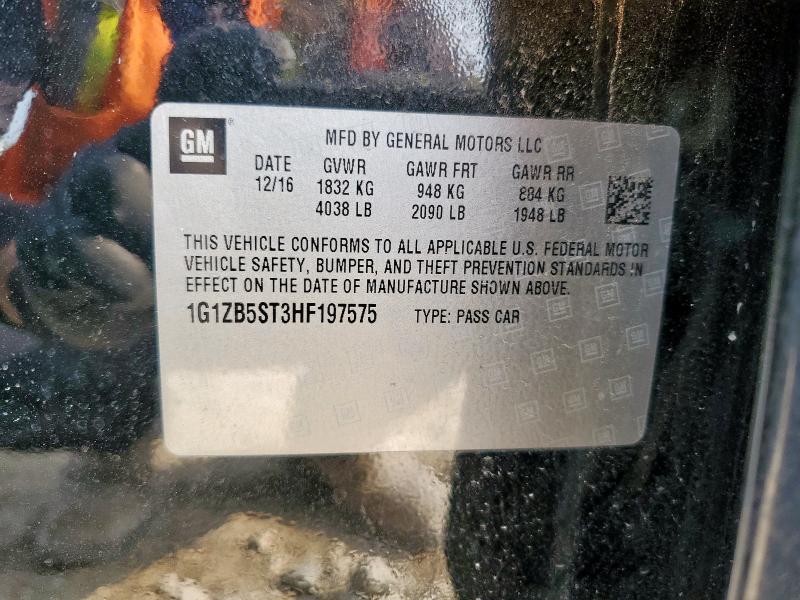 GM ®
MFD BY GENERAL MOTORS LLC
DATE GVWR GAWR FRT GAWR RR
12/16 1832 KG 948 KG 884 KG
4038 LB 2090 LB 1948 LB
THIS VEHICLE CONFORMS TO ALL APPLICABLE U.S. FEDERAL MOTOR
VEHICLE SAFETY, BUMPER, AND THEFT PREVENTION STANDARDS IN
EFFECT ON THE DATE OF MANUFACTURE SHOWN ABOVE.
1G1ZB5ST3HF197575 TYPE: PASS CAR